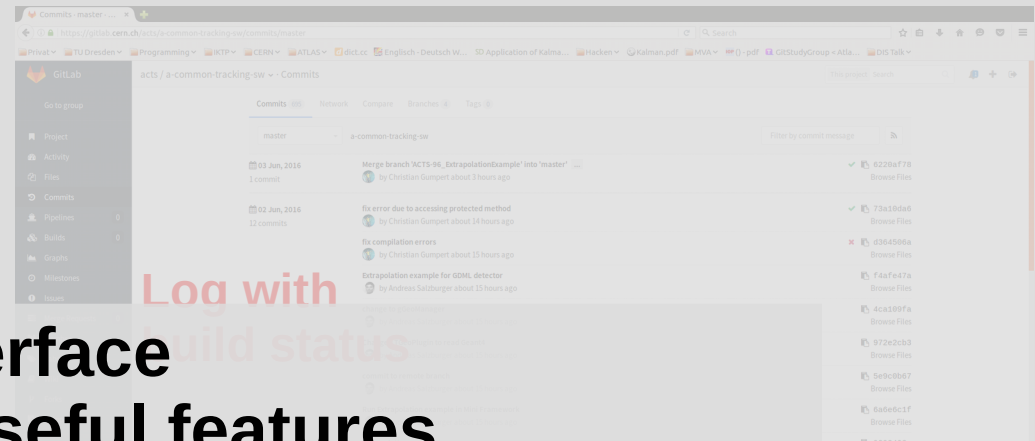 Commits · master · ...
https://gitlab.cern.ch/acts/a-common-tracking-sw/commits/master
Search
Privat TU Dresden Programming IKTP CERN ATLAS dict.cc Englisch - Deutsch W... Application of Kalma... Hacken Kalman.pdf MVA () - pdf GitStudyGroup « Atla... DIS Talk
GitLab
acts / a-common-tracking-sw · Commits
This project Search
Go to group
Commits Network Compare Branches Tags
Project
master a-common-tracking-sw Filter by commit message
Activity
03 Jun, 2016 Merge branch 'ACTS-96_ExtrapolationExample' into 'master' ... 6220af78
Files
1 commit by Christian Gumpert about 3 hours ago Browse Files
Commits
02 Jun, 2016 fix error due to accessing protected method 73a19da6
Pipelines 0
12 commits by Christian Gumpert about 14 hours ago Browse Files
Builds 0
fix compilation errors d364506a
by Christian Gumpert about 15 hours ago Browse Files
Graphs
Milestones
Extrapolation example for GDML detector f4afe47a
by Andreas Salzburger about 15 hours ago Browse Files
Issues
Log with
build status
4ca109fa
Browse Files
972e2cb3
Browse Files
5e9c0b67
Browse Files
6a6e6c1f
Browse Files
erface
seful features